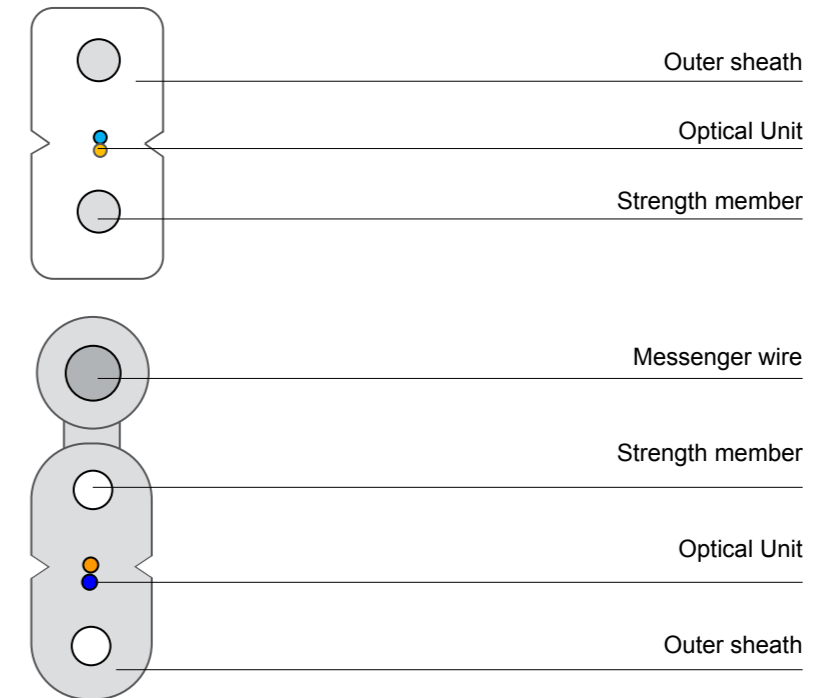 Outer sheath
Optical Unit
Strength member
Messenger wire
Strength member
Optical Unit
Outer sheath